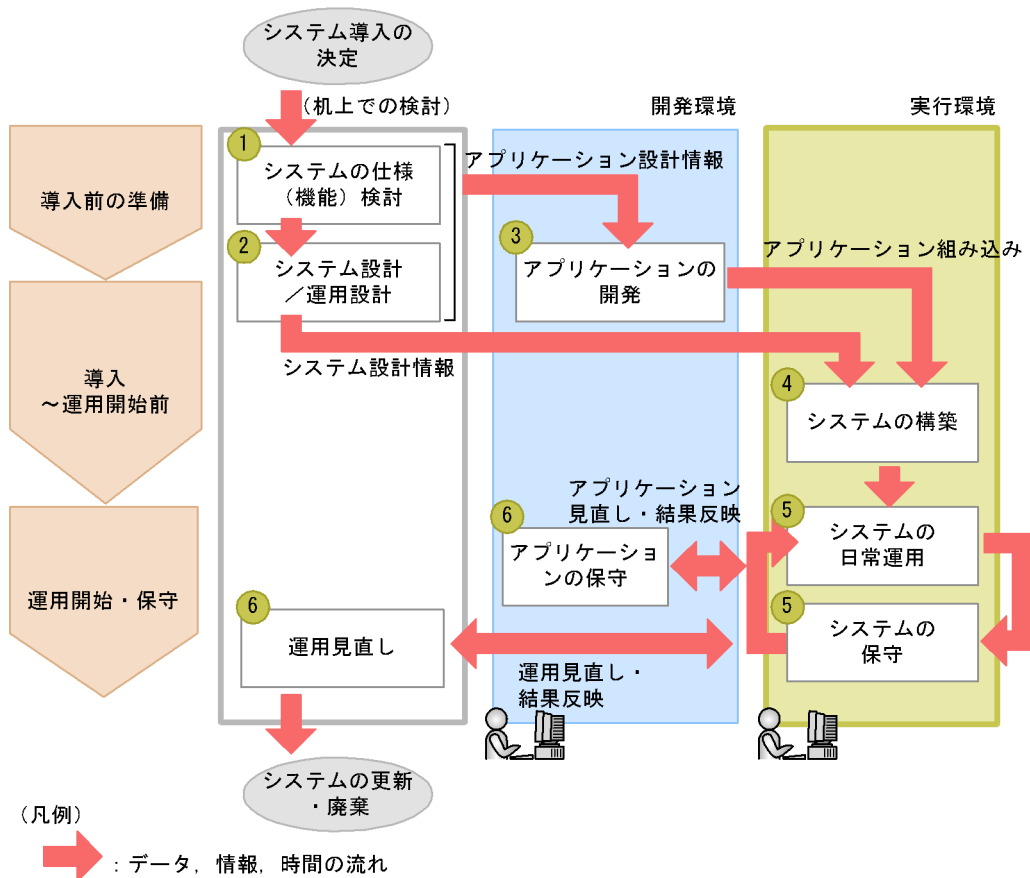 システム導入の
決定
(机上での検討)
開発環境
実行環境
導入前の準備
1
システムの仕様
(機能)検討
アプリケーション設計情報
2
システム設計
／運用設計
3
アプリケーションの
開発
アプリケーション組み込み
システム設計情報
導入
～運用開始前
4
システムの構築
アプリケーション
見直し・結果反映
6
アプリケーショ
ンの保守
5
システムの
日常運用
運用開始・保守
6
運用見直し
5
システムの
保守
運用見直し・
結果反映
システムの更新
・廃棄
(凡例)
：データ，情報，時間の流れ